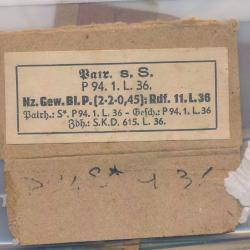 Patr. s. S.
P 94. 1. L. 36.
Nz. Gew. Bl. P. (2·2·0,45): Rdf. 11. L. 36
Patrh.: S*. P 94. 1. L. 36 - Gesch.: P 94. 1. L. 36
Zdh.: S. K. D. 615. L. 36.
S*